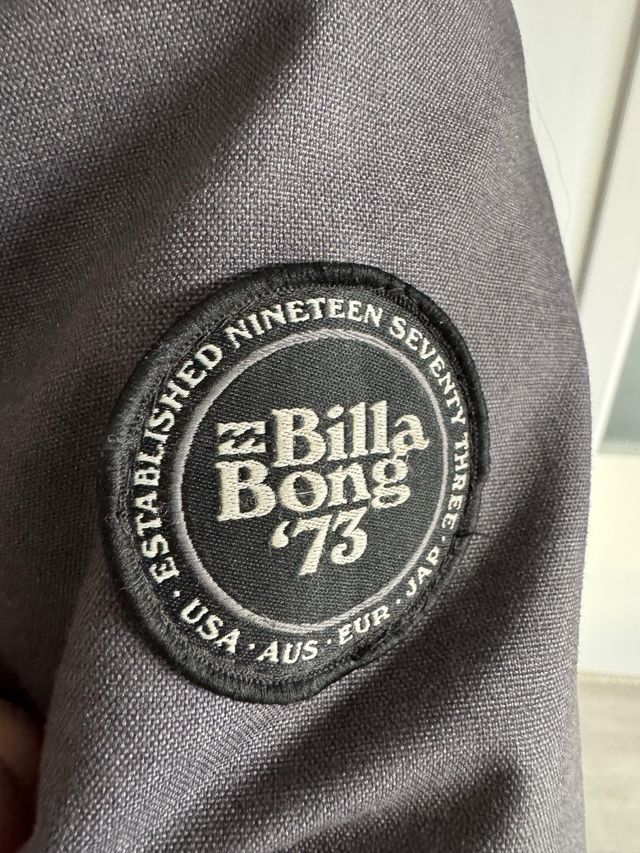 ESTABLISHED NINETEEN SEVENTY THREE
Billa
Bong
'73
· USA · AUS · EUR · JAP ·